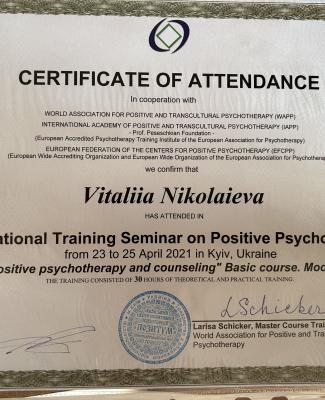 CERTIFICATE OF ATTENDANCE
In cooperation with
WORLD ASSOCIATION FOR POSITIVE AND TRANSCULTURAL PSYCHOTHERAPY (WAPP)
INTERNATIONAL ACADEMY OF POSITIVE AND TRANSCULTURAL PSYCHOTHERAPY (IAPP)
- Prof. Peseschkian Foundation -
(European Accredited Psychotherapy Training Institute of the European Association for Psychotherapy)
EUROPEAN FEDERATION OF THE CENTERS FOR POSITIVE PSYCHOTHERAPY (EFCPP)
(European Wide Accrediting Organization and European Wide Organization of the European Association for Psychothera
we confirm that
Vitaliia Nikolaieva
HAS ATTENDED IN
ational Training Seminar on Positive Psycho
from 23 to 25 April 2021 in Kyiv, Ukraine
ositive psychotherapy and counseling" Basic course. Mod
THE TRAINING CONSISTED OF 30 HOURS OF THEORETICAL AND PRACTICAL TRAINING.
LSchicker
Larisa Schicker, Master Course Train
World Association for Positive and Tra
Psychotherapy